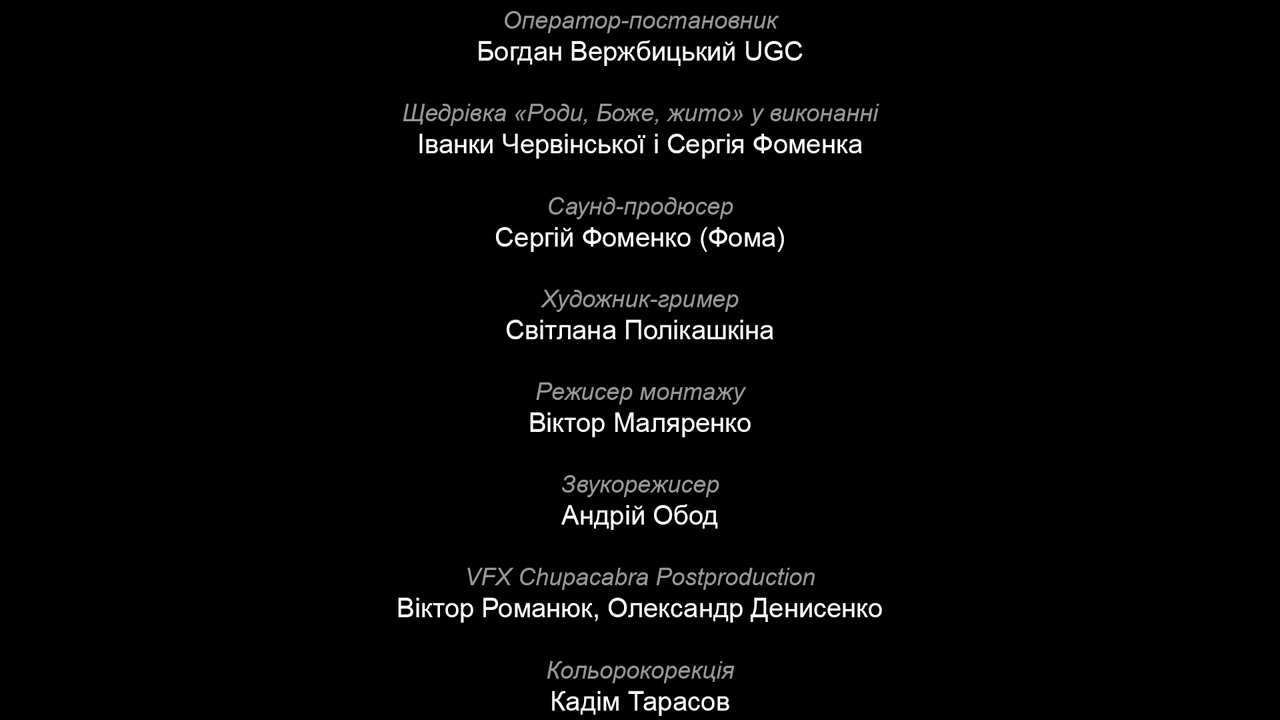 Оператор-постановник
Богдан Вержбицький UGC
Щедрівка «Роди, Боже, жито» у виконанні
Іванки Червінської і Сергія Фоменка
Саунд-продюсер
Сергій Фоменко (Фома)
Художник-гример
Світлана Полікашкіна
Режисер монтажу
Віктор Маляренко
Звукорежисер
Андрій Обод
VFX Chupacabra Postproduction
Віктор Романюк, Олександр Денисенко
Кольорокорекція
Кадім Тарасов